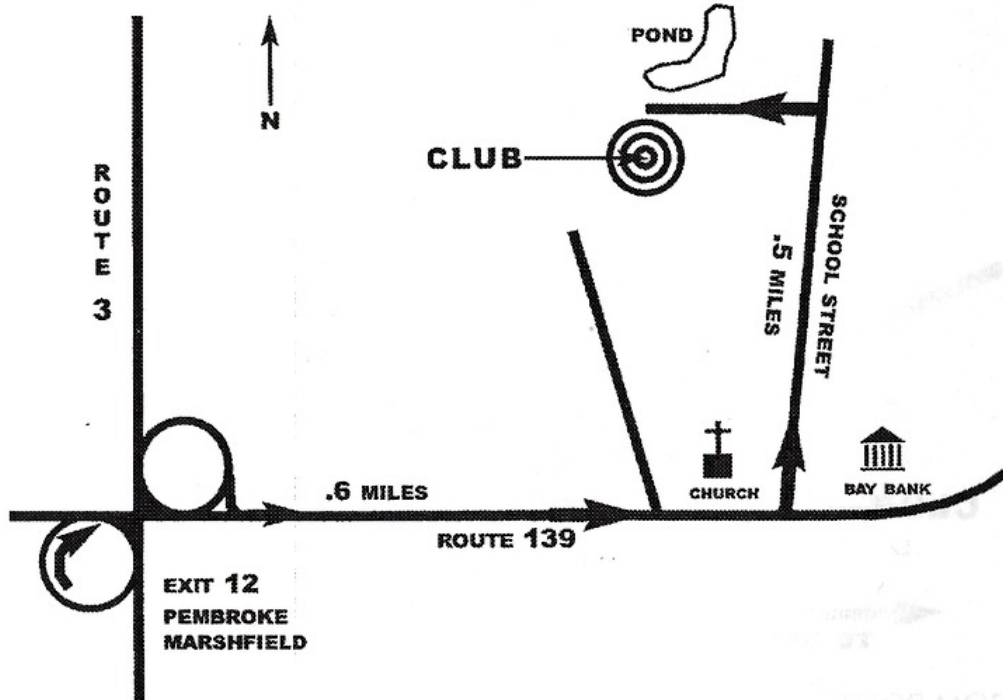 POND
N
CLUB
ROUTE 3
SCHOOL STREET
.5 MILES
CHURCH
BAY BANK
.6 MILES
ROUTE 139
EXIT 12
PEMBROKE
MARSHFIELD